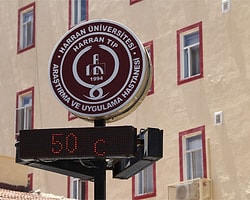 HARRAN ÜNİVERSİTESİ
HARRAN TIP
1994
ARAŞTIRMA VE UYGULAMA HASTANESİ
50 C